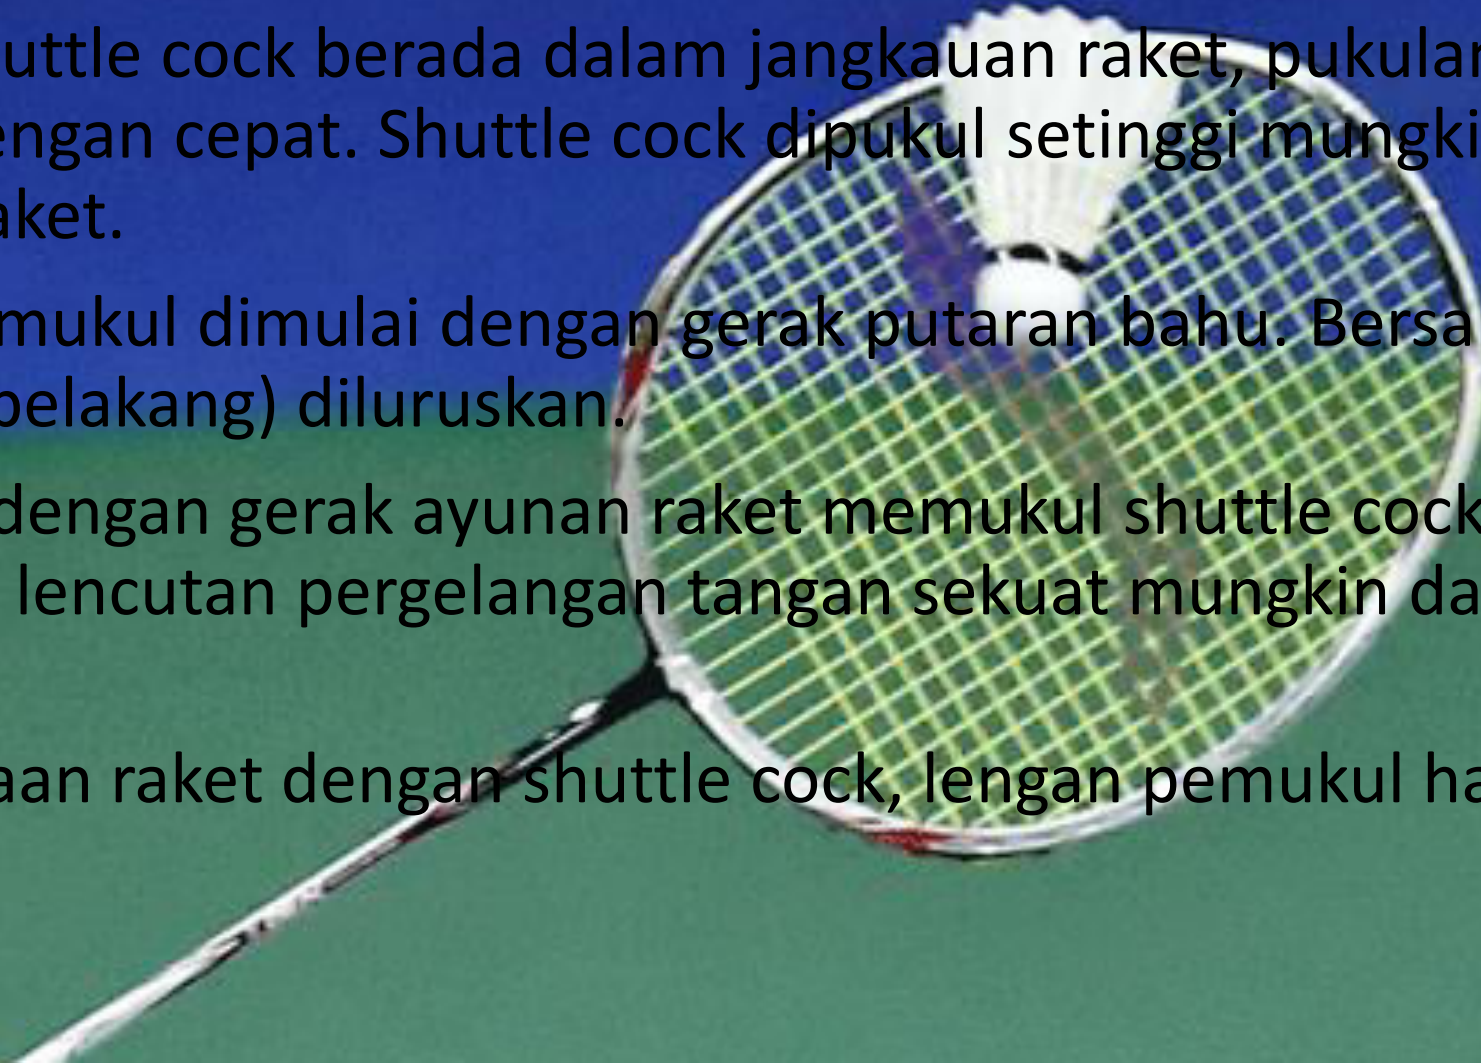 uttle cock berada dalam jangkauan raket, pukulan
engan cepat. Shuttle cock dipukul setinggi mungki
aket.
mukul dimulai dengan gerak putaran bahu. Bersa
belakang) diluruskan.
dengan gerak ayunan raket memukul shuttle cock
lencutan pergelangan tangan sekuat mungkin da
aan raket dengan shuttle cock, lengan pemukul ha